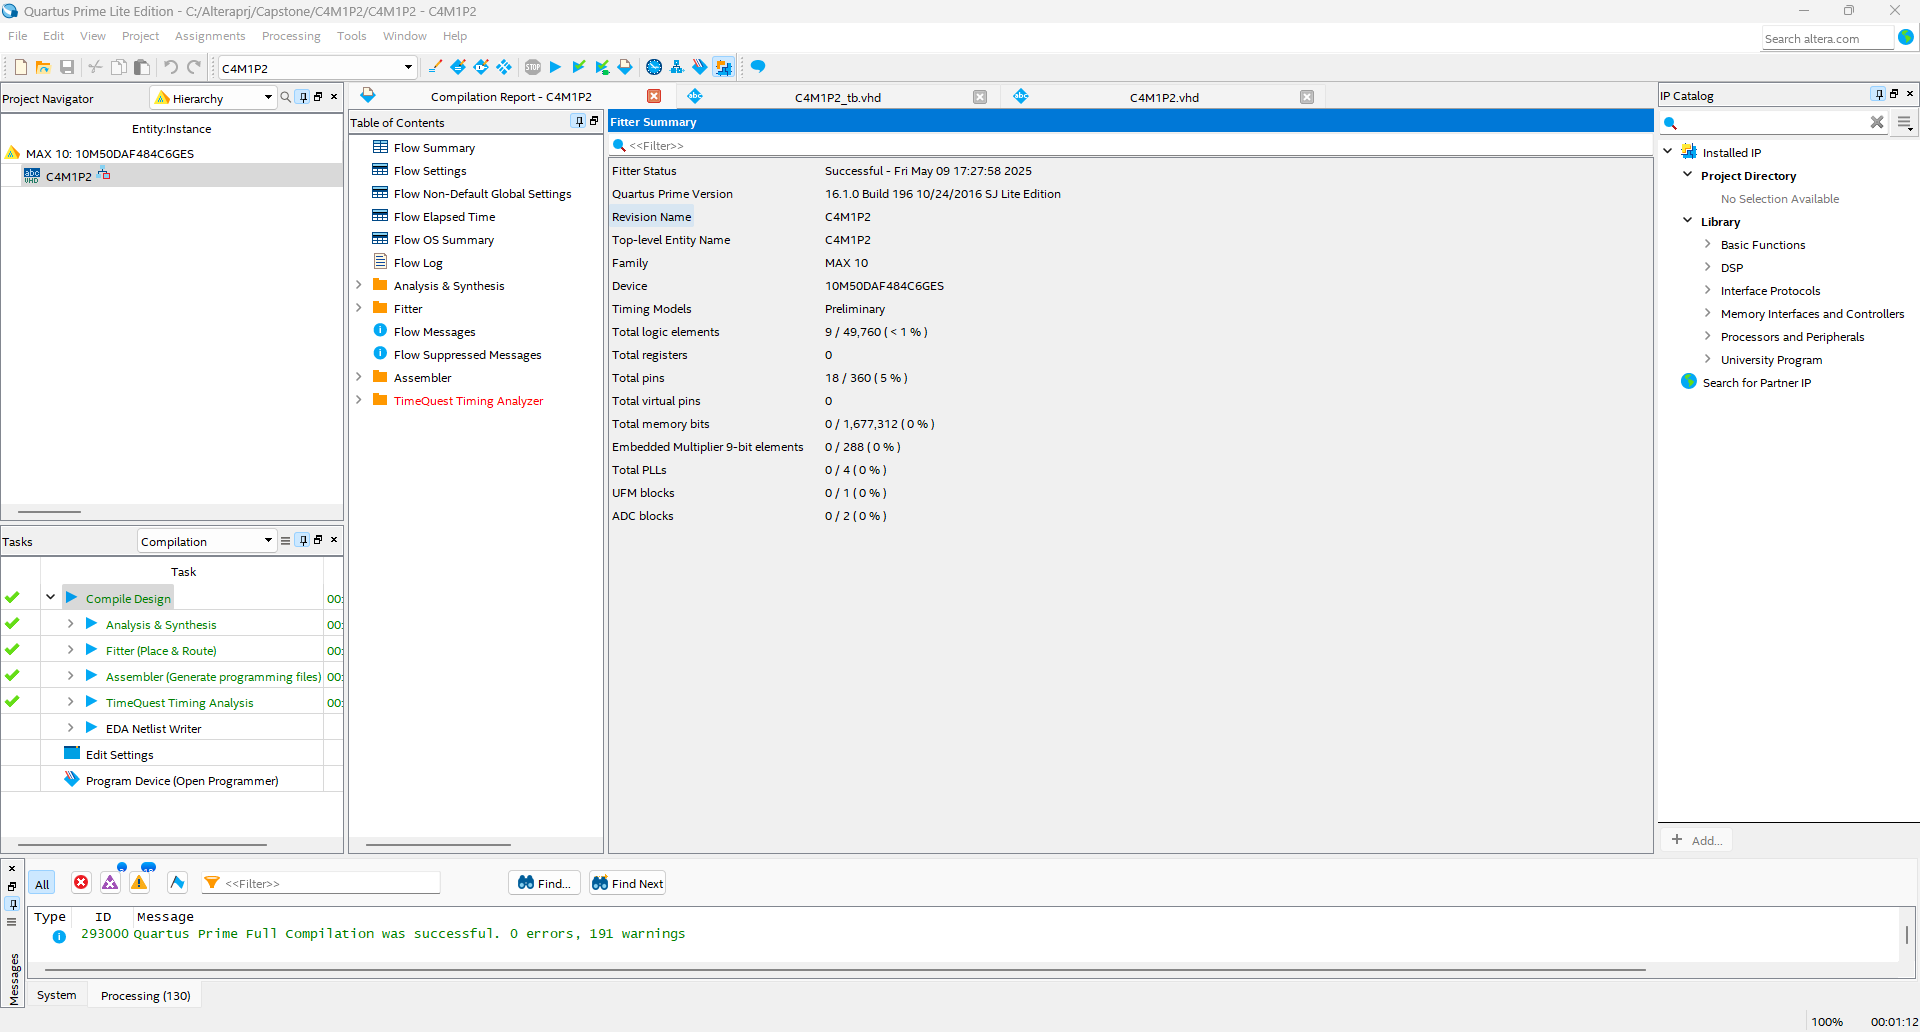 Quartus Prime Lite Edition - C:/Alteraprj/Capstone/C4M1P2/C4M1P2 - C4M1P2
File Edit View Project Assignments Processing Tools Window Help
Search altera.com
C4M1P2
STOP
Project Navigator
Hierarchy
Entity:Instance
MAX 10: 10M50DAF484C6GES
C4M1P2
Tasks
Compilation
Task
Compile Design 00:
Analysis & Synthesis 00:
Fitter (Place & Route) 00:
Assembler (Generate programming files) 00:
TimeQuest Timing Analysis 00:
EDA Netlist Writer
Edit Settings
Program Device (Open Programmer)
Compilation Report - C4M1P2
C4M1P2_tb.vhd
C4M1P2.vhd
Table of Contents
Flow Summary
Flow Settings
Flow Non-Default Global Settings
Flow Elapsed Time
Flow OS Summary
Flow Log
Analysis & Synthesis
Fitter
Flow Messages
Flow Suppressed Messages
Assembler
TimeQuest Timing Analyzer
Fitter Summary
<<Filter>>
Fitter Status Successful - Fri May 09 17:27:58 2025
Quartus Prime Version 16.1.0 Build 196 10/24/2016 SJ Lite Edition
Revision Name C4M1P2
Top-level Entity Name C4M1P2
Family MAX 10
Device 10M50DAF484C6GES
Timing Models Preliminary
Total logic elements 9 / 49,760 ( < 1 % )
Total registers 0
Total pins 18 / 360 ( 5 % )
Total virtual pins 0
Total memory bits 0 / 1,677,312 ( 0 % )
Embedded Multiplier 9-bit elements 0 / 288 ( 0 % )
Total PLLs 0 / 4 ( 0 % )
UFM blocks 0 / 1 ( 0 % )
ADC blocks 0 / 2 ( 0 % )
IP Catalog
Installed IP
Project Directory
No Selection Available
Library
Basic Functions
DSP
Interface Protocols
Memory Interfaces and Controllers
Processors and Peripherals
University Program
Search for Partner IP
+ Add...
All
<<Filter>>
Find...
Find Next
Type ID Message
293000 Quartus Prime Full Compilation was successful. 0 errors, 191 warnings
Messages
System
Processing (130)
100% 00:01:12